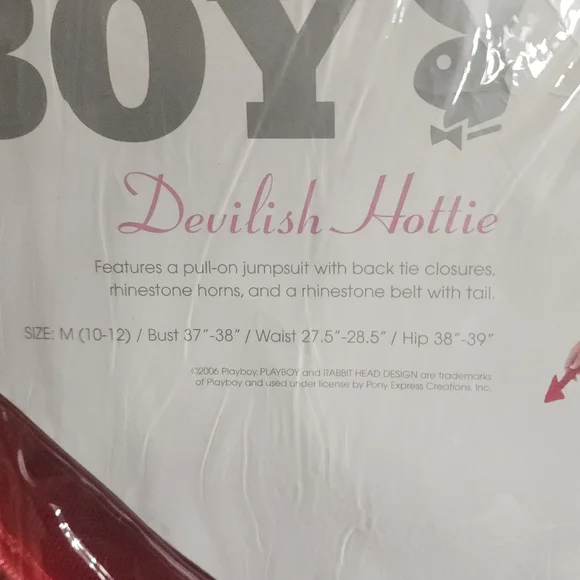 BOY
Devilish Hottie
Features a pull-on jumpsuit with back tie closures,
rhinestone horns, and a rhinestone belt with tail.
SIZE: M (10-12) / Bust 37"-38" / Waist 27.5"-28.5" / Hip 38"-39"
©2006 Playboy. PLAYBOY and RABBIT HEAD DESIGN are trademarks
of Playboy and used under license by Pony Express Creations, Inc.